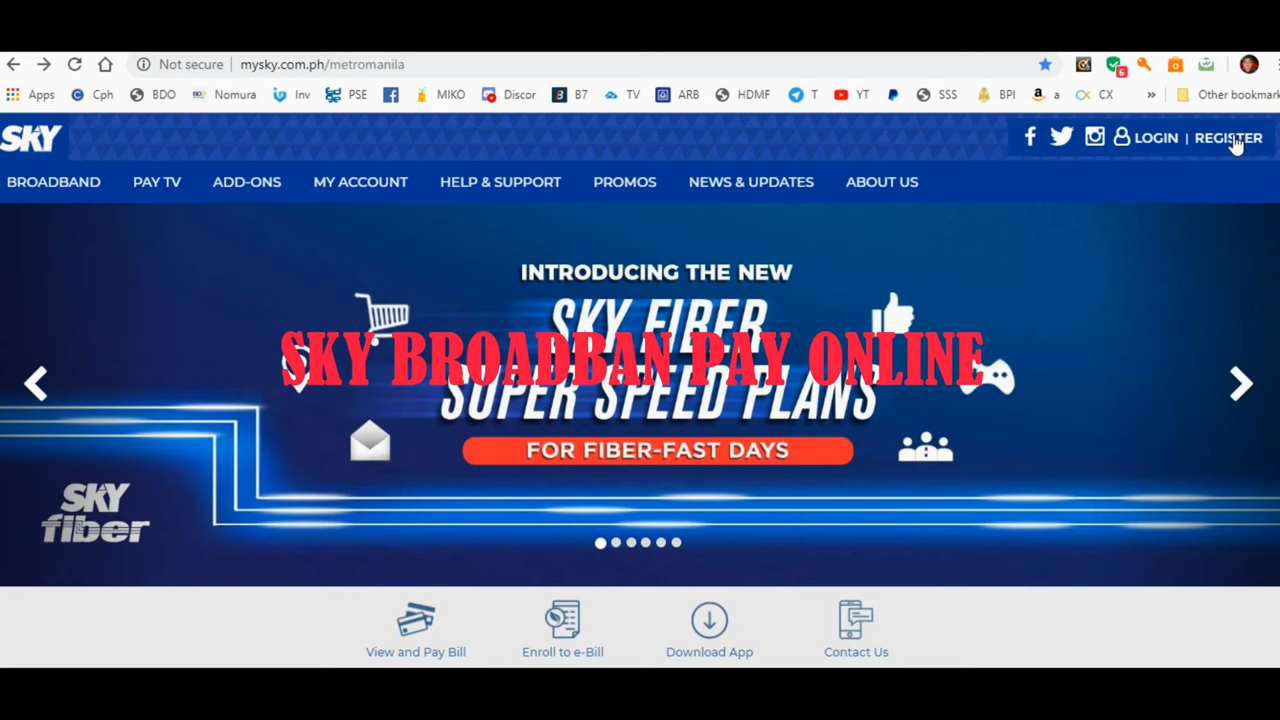 Not secure | mysky.com.ph/metromanila
6
Apps Cph BDO Nomura Inv PSE MIKO Discor B7 TV ARB HDMF T YT SSS BPI a CX » Other bookmark
SKY
LOGIN | REGISTER
BROADBAND PAY TV ADD-ONS MY ACCOUNT HELP & SUPPORT PROMOS NEWS & UPDATES ABOUT US
INTRODUCING THE NEW
SKY FIBER
SKY BROADBAN PAY ONLINE
SUPER SPEED PLANS
FOR FIBER-FAST DAYS
SKY
fiber
View and Pay Bill Enroll to e-Bill Download App Contact Us